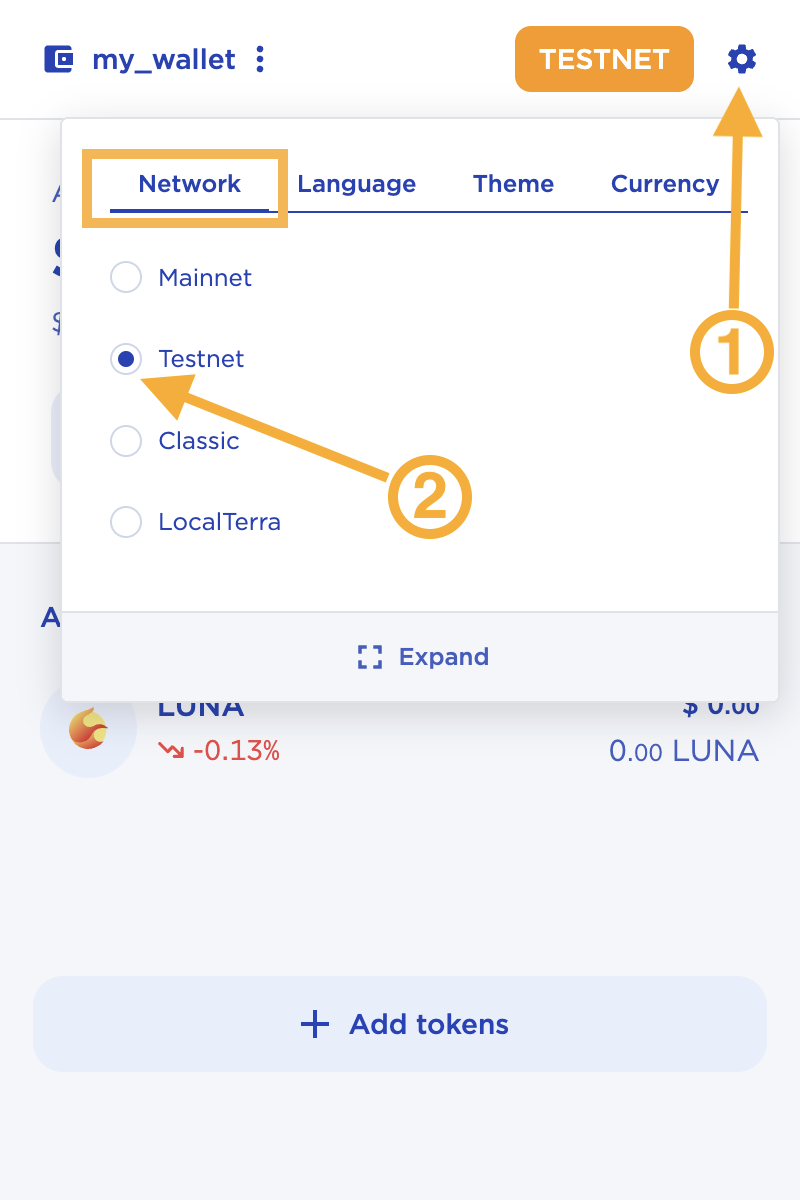 my_wallet
TESTNET
Network Language Theme Currency
Mainnet
1
Testnet
Classic
2
LocalTerra
A
Expand
LUNA $ 0.00
-0.13% 0.00 LUNA
Add tokens